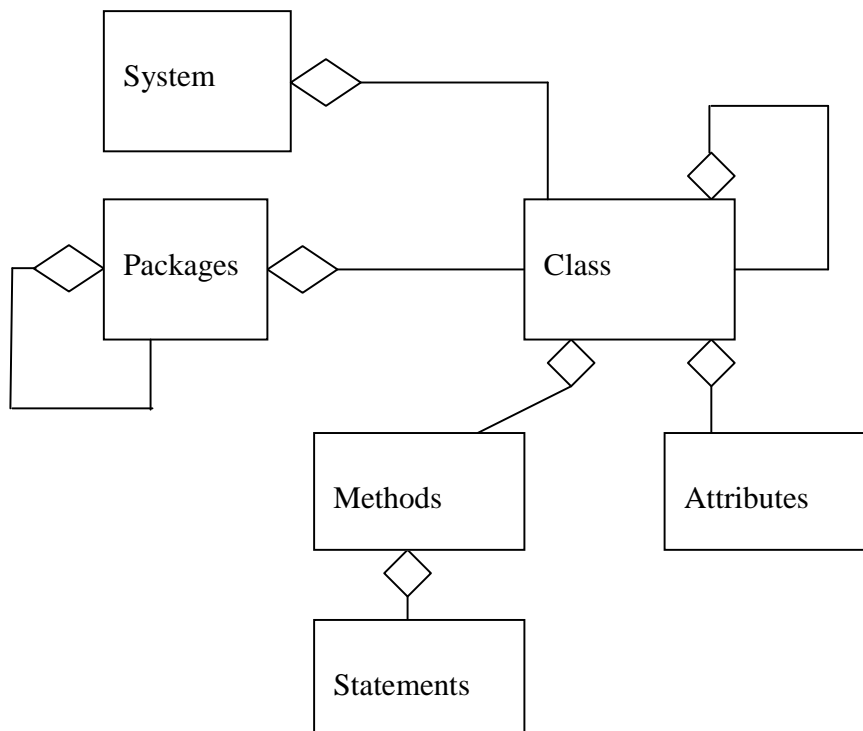 System
Packages
Class
Methods
Attributes
Statements